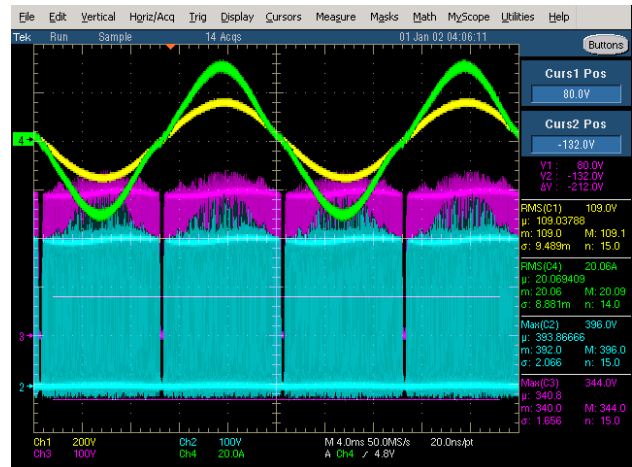 File Edit Vertical Horiz/Acq Trig Display Cursors Measure Masks Math MyScope Utilities Help
Tek Run Sample 14 Acqs 01 Jan 02 04:06:11 Buttons
Curs1 Pos
80.0V
Curs2 Pos
-132.0V
V1 : 80.0V
V2 : -132.0V
ΔV : -212.0V
RMS(C1) 109.0V
μ: 109.03788
m: 109.0 M: 109.1
σ: 9.489m n: 15.0
RMS(C4) 20.06A
μ: 20.069409
m: 20.06 M: 20.09
σ: 8.881m n: 14.0
Max(C2) 396.0V
μ: 393.86666
m: 392.0 M: 396.0
σ: 2.066 n: 15.0
Max(C3) 344.0V
μ: 340.8
m: 340.0 M: 344.0
σ: 1.656 n: 15.0
4
3
2
Ch1 200V Ch2 100V M 4.0ms 50.0MS/s 20.0ns/pt
Ch3 100V Ch4 20.0A A Ch4 ∕ 4.8V